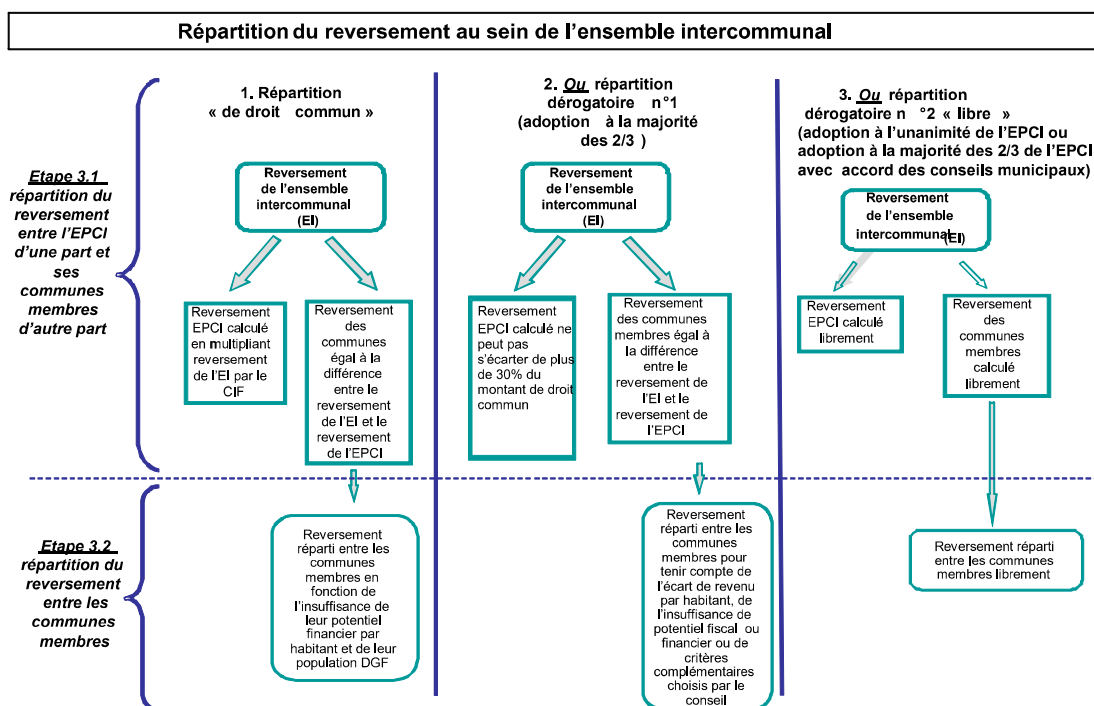 Répartition du reversement au sein de l'ensemble intercommunal
1. Répartition
« de droit commun »
2. Ou répartition
dérogatoire n°1
(adoption à la majorité
des 2/3 )
3. Ou répartition
dérogatoire n °2 « libre »
(adoption à l'unanimité de l'EPCI ou
adoption à la majorité des 2/3 de l'EPCI
avec accord des conseils municipaux)
Etape 3.1
répartition du
reversement
entre l'EPCI
d'une part et
ses
communes
membres
d'autre part
Reversement
de l'ensemble
intercommunal
(EI)
Reversement
EPCI calculé
en multipliant
reversement
de l'EI par le
CIF
Reversement
des
communes
égal à la
différence
entre le
reversement
de l'EI et le
reversement
de l'EPCI
Reversement
de l'ensemble
intercommunal
(EI)
Reversement
EPCI calculé ne
peut pas
s'écarter de plus
de 30% du
montant de droit
commun
Reversement
des communes
membres égal à
la différence
entre le
reversement de
l'EI et le
reversement de
l'EPCI
Reversement
de l'ensemble
intercommunal (EI)
Reversement
EPCI calculé
librement
Reversement
des
communes
membres
calculé
librement
Etape 3.2
répartition du
reversement
entre les
communes
membres
Reversement
réparti entre les
communes
membres en
fonction de
l'insuffisance de
leur potentiel
financier par
habitant et de leur
population DGF
Reversement
réparti entre les
communes
membres pour
tenir compte de
l'écart de revenu
par habitant, de
l'insuffisance de
potentiel fiscal ou
financier ou de
critères
complémentaires
choisis par le
conseil
Reversement réparti
entre les communes
membres librement